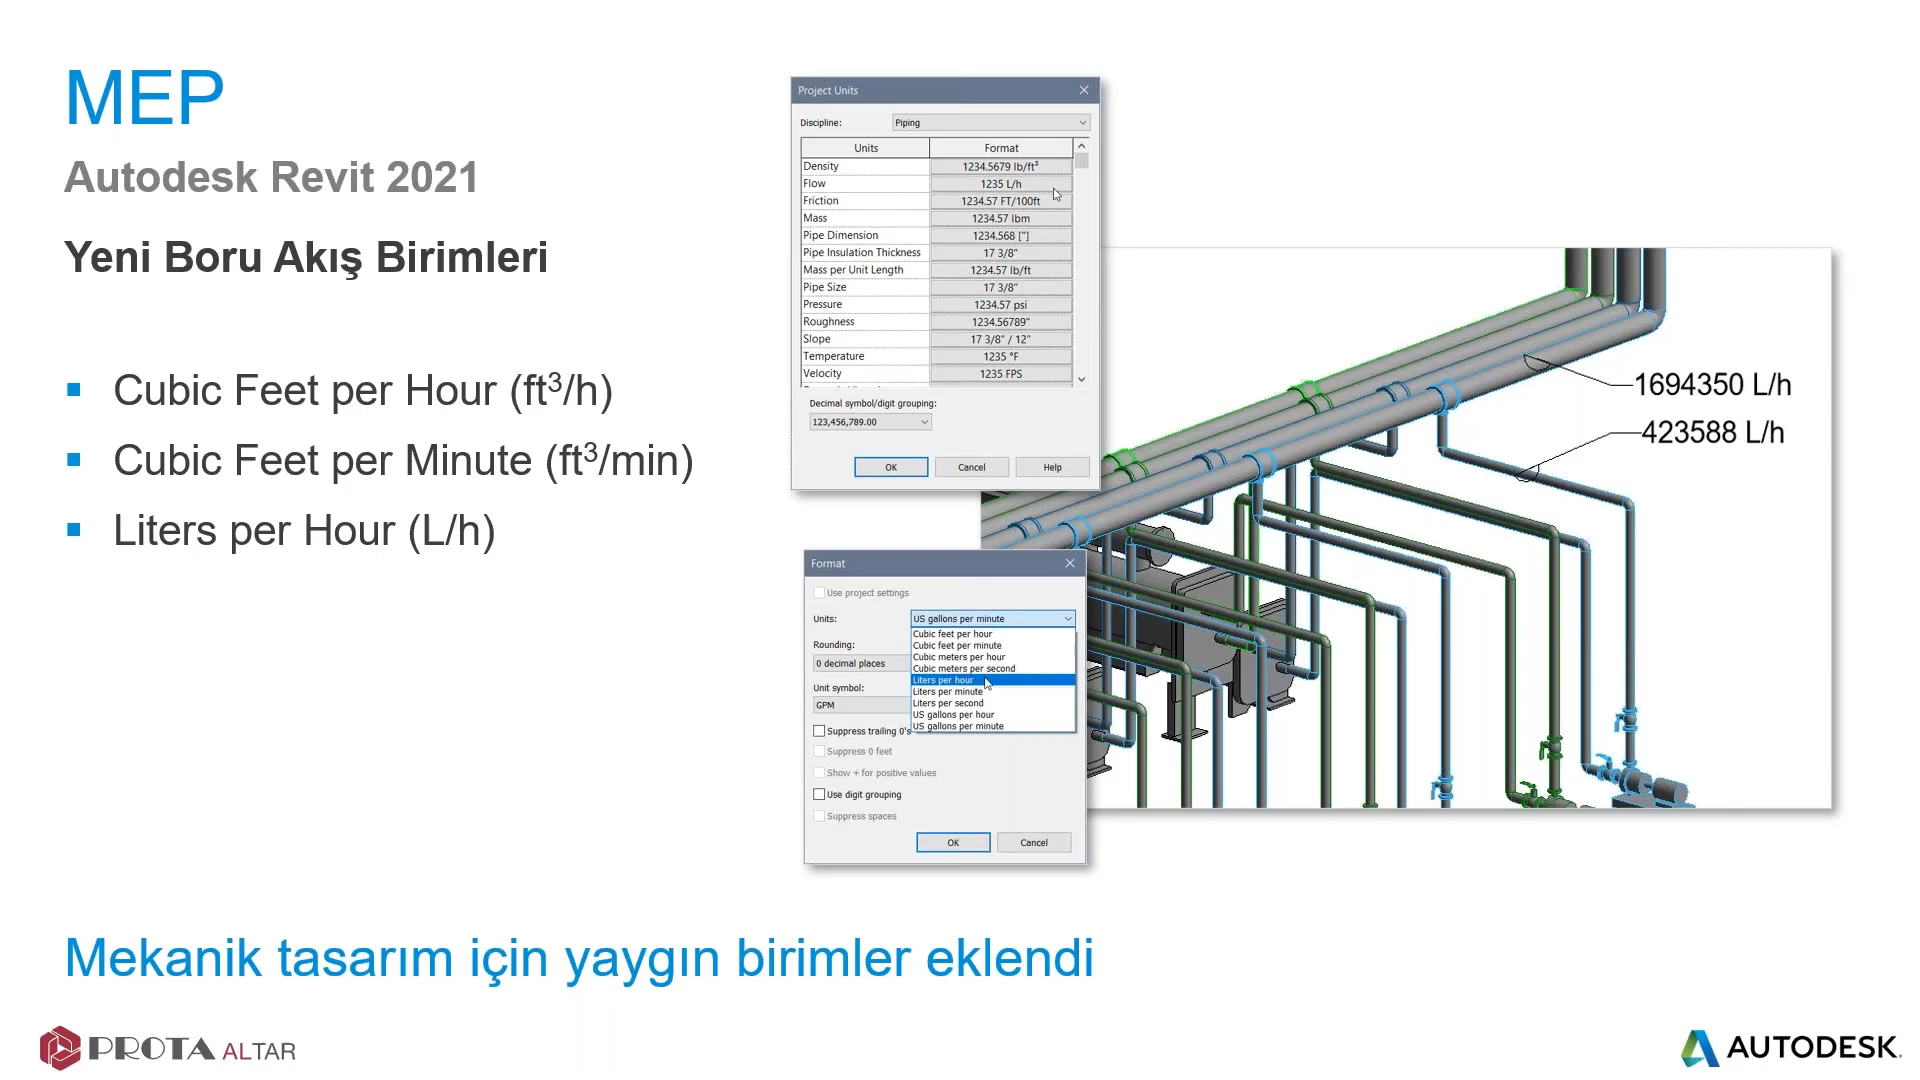 MEP
Autodesk Revit 2021
Yeni Boru Akış Birimleri
▪ Cubic Feet per Hour (ft³/h)
▪ Cubic Feet per Minute (ft³/min)
▪ Liters per Hour (L/h)
Project Units
Discipline: Piping
Units Format
Density 1234.5679 lb/ft³
Flow 1235 L/h
Friction 1234.57 FT/100ft
Mass 1234.57 lbm
Pipe Dimension 1234.568 ["]
Pipe Insulation Thickness 17 3/8"
Mass per Unit Length 1234.57 lb/ft
Pipe Size 17 3/8"
Pressure 1234.57 psi
Roughness 1234.56789"
Slope 17 3/8" / 12"
Temperature 1235 °F
Velocity 1235 FPS
Decimal symbol/digit grouping:
123,456,789.00
OK Cancel Help
1694350 L/h
423588 L/h
Format
Use project settings
Units: US gallons per minute
Cubic feet per hour
Cubic feet per minute
Cubic meters per hour
Cubic meters per second
Liters per hour
Liters per minute
Liters per second
US gallons per hour
US gallons per minute
Rounding:
0 decimal places
Unit symbol:
GPM
Suppress trailing 0's
Suppress 0 feet
Show + for positive values
Use digit grouping
Suppress spaces
OK Cancel
Mekanik tasarım için yaygın birimler eklendi
PROTA ALTAR
AUTODESK.